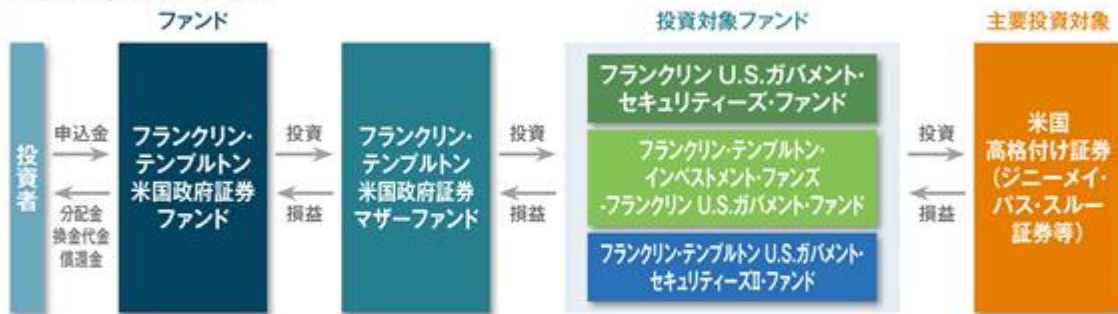 ファンド
投資対象ファンド
主要投資対象
投資者
申込金
分配金
換金代金
償還金
フランクリン・
テンプルトン
米国政府証券
ファンド
投資
損益
フランクリン・
テンプルトン
米国政府証券
マザーファンド
投資
損益
フランクリン U.S.ガバメント・
セキュリティーズ・ファンド
フランクリン・テンプルトン・
インベストメント・ファンズ
-フランクリン U.S.ガバメント・ファンド
フランクリン・テンプルトン U.S.ガバメント・
セキュリティーズⅡ・ファンド
投資
損益
米国
高格付け証券
(ジニーメイ・
パス・スルー
証券等)